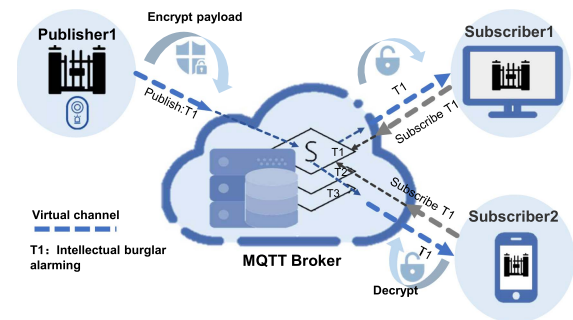 Encrypt payload
Publisher1
Subscriber1
Publish:T1
T1
Subscribe T1
S
T1
T2
T3
Subscribe T1
T1
Subscriber2
Virtual channel
T1：Intellectual burglar
alarming
MQTT Broker
Decrypt